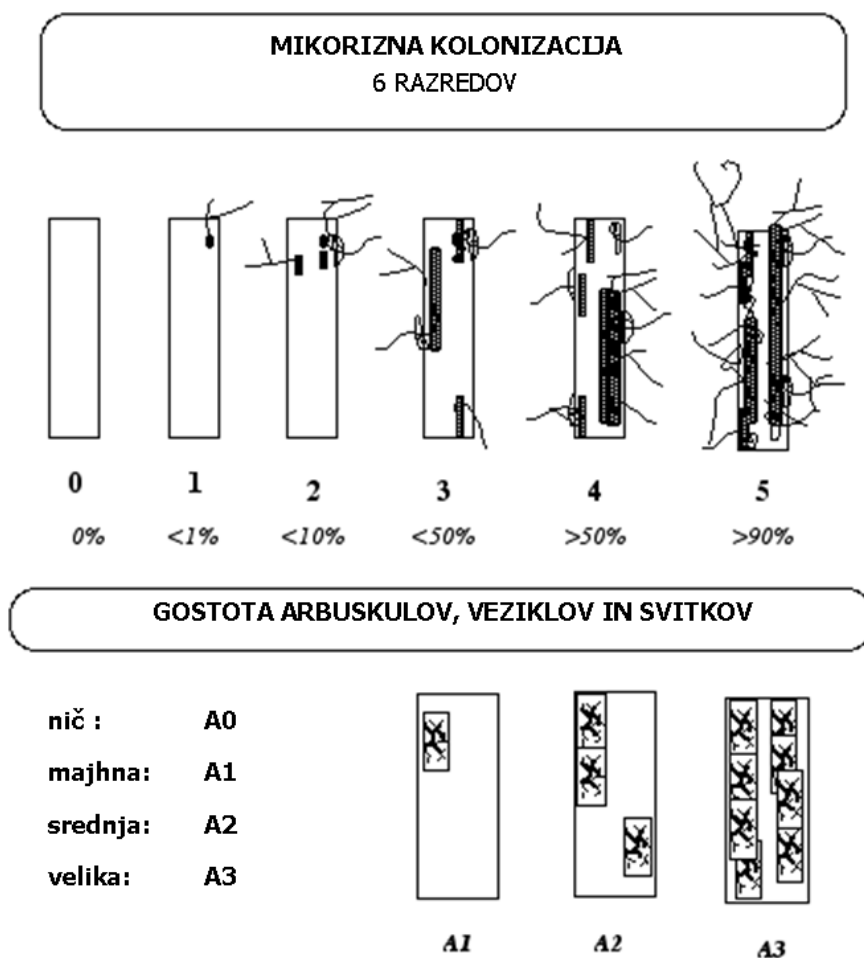 MIKORIZNA KOLONIZACIJA
6 RAZREDOV
0 1 2 3 4 5
0% <1% <10% <50% >50% >90%
GOSTOTA ARBUSKULOV, VEZIKLOV IN SVITKOV
nič : A0
majhna: A1
srednja: A2
velika: A3
A1 A2 A3